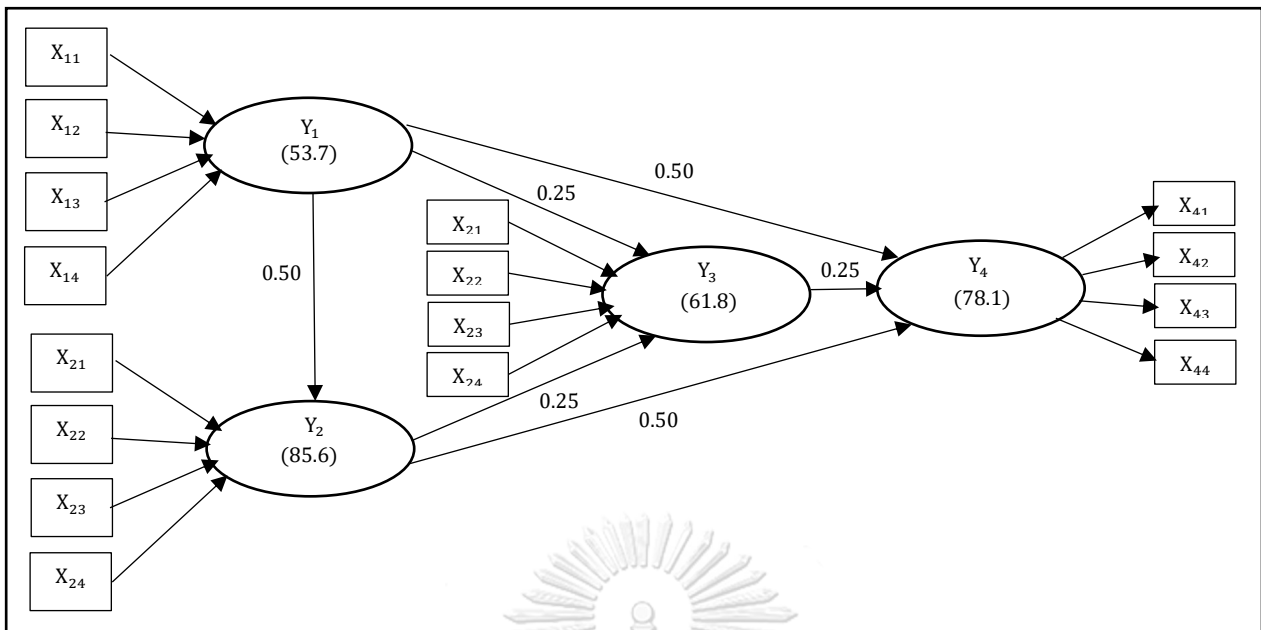 X₁₁
X₁₂
X₁₃
X₁₄
Y₁
(53.7)
0.50
0.25
0.50
X₂₁
X₂₂
X₂₃
X₂₄
Y₃
(61.8)
0.25
Y₄
(78.1)
X₄₁
X₄₂
X₄₃
X₄₄
X₂₁
X₂₂
X₂₃
X₂₄
Y₂
(85.6)
0.25
0.50